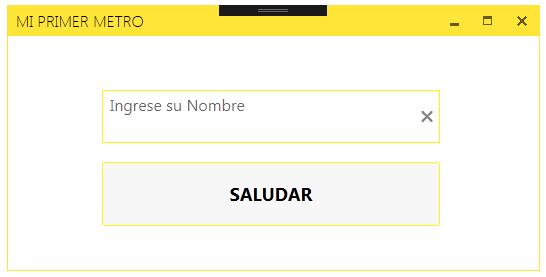 MI PRIMER METRO
Ingrese su Nombre
SALUDAR